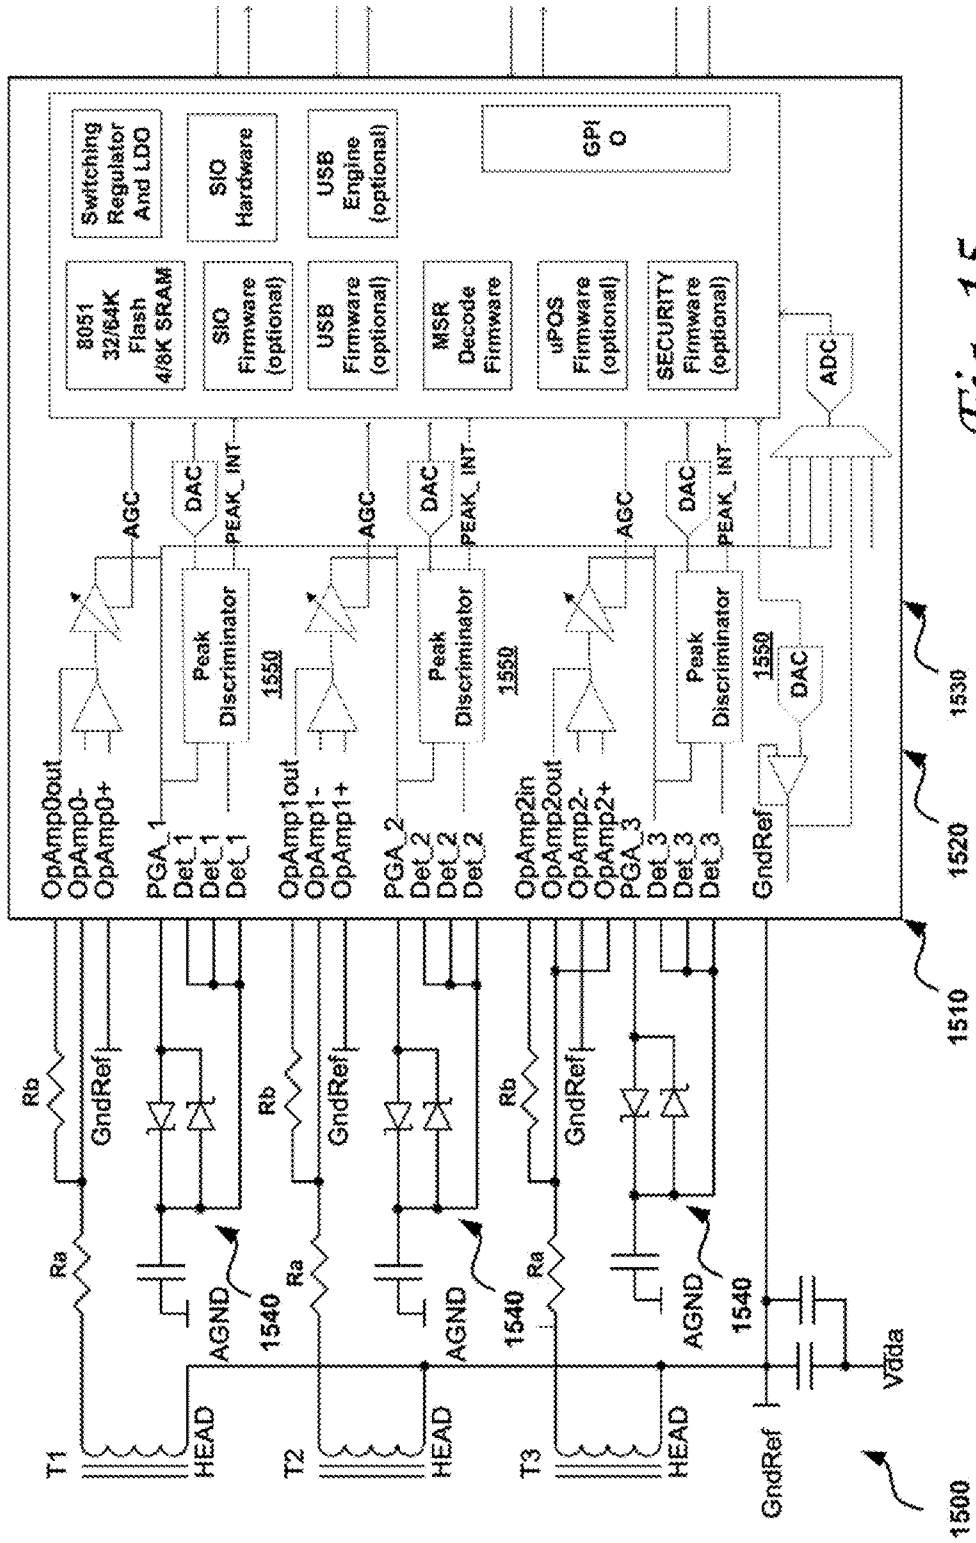 T1
HEAD
Ra
Rb
GndRef
AGND
1540
OpAmp0out
OpAmp0-
OpAmp0+
PGA_1
Det_1
Det_1
Det_1
AGC
DAC
PEAK_INT
Peak
Discriminator
1550
T2
HEAD
Ra
Rb
GndRef
AGND
1540
OpAmp1out
OpAmp1-
OpAmp1+
PGA_2
Det_2
Det_2
Det_2
AGC
DAC
PEAK_INT
Peak
Discriminator
1550
T3
HEAD
Ra
Rb
GndRef
AGND
1540
OpAmp2in
OpAmp2out
OpAmp2-
OpAmp2+
PGA_3
Det_3
Det_3
Det_3
AGC
DAC
PEAK_INT
Peak
Discriminator
1550
GndRef
Vdda
GndRef
DAC
ADC
8051
32/64K
Flash
4/8K SRAM
Switching
Regulator
And LDO
SIO
Firmware
(optional)
SIO
Hardware
USB
Firmware
(optional)
USB
Engine
(optional)
MSR
Decode
Firmware
uPOS
Firmware
(optional)
SECURITY
Firmware
(optional)
GPI
O
1500
1510
1520
1530